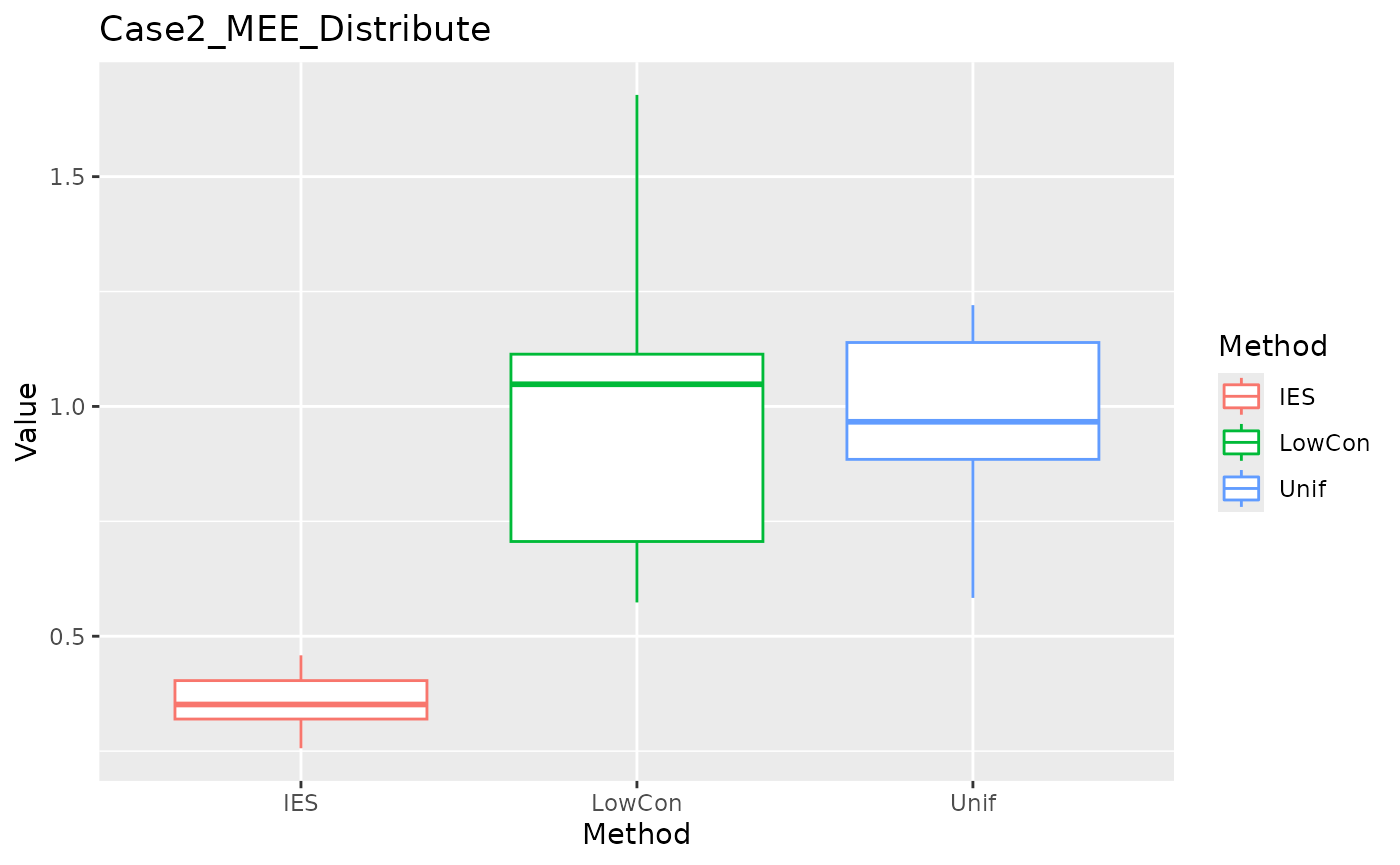 Case2_MEE_Distribute
Value
1.5
1.0
0.5
IES
LowCon
Unif
Method
Method
IES
LowCon
Unif